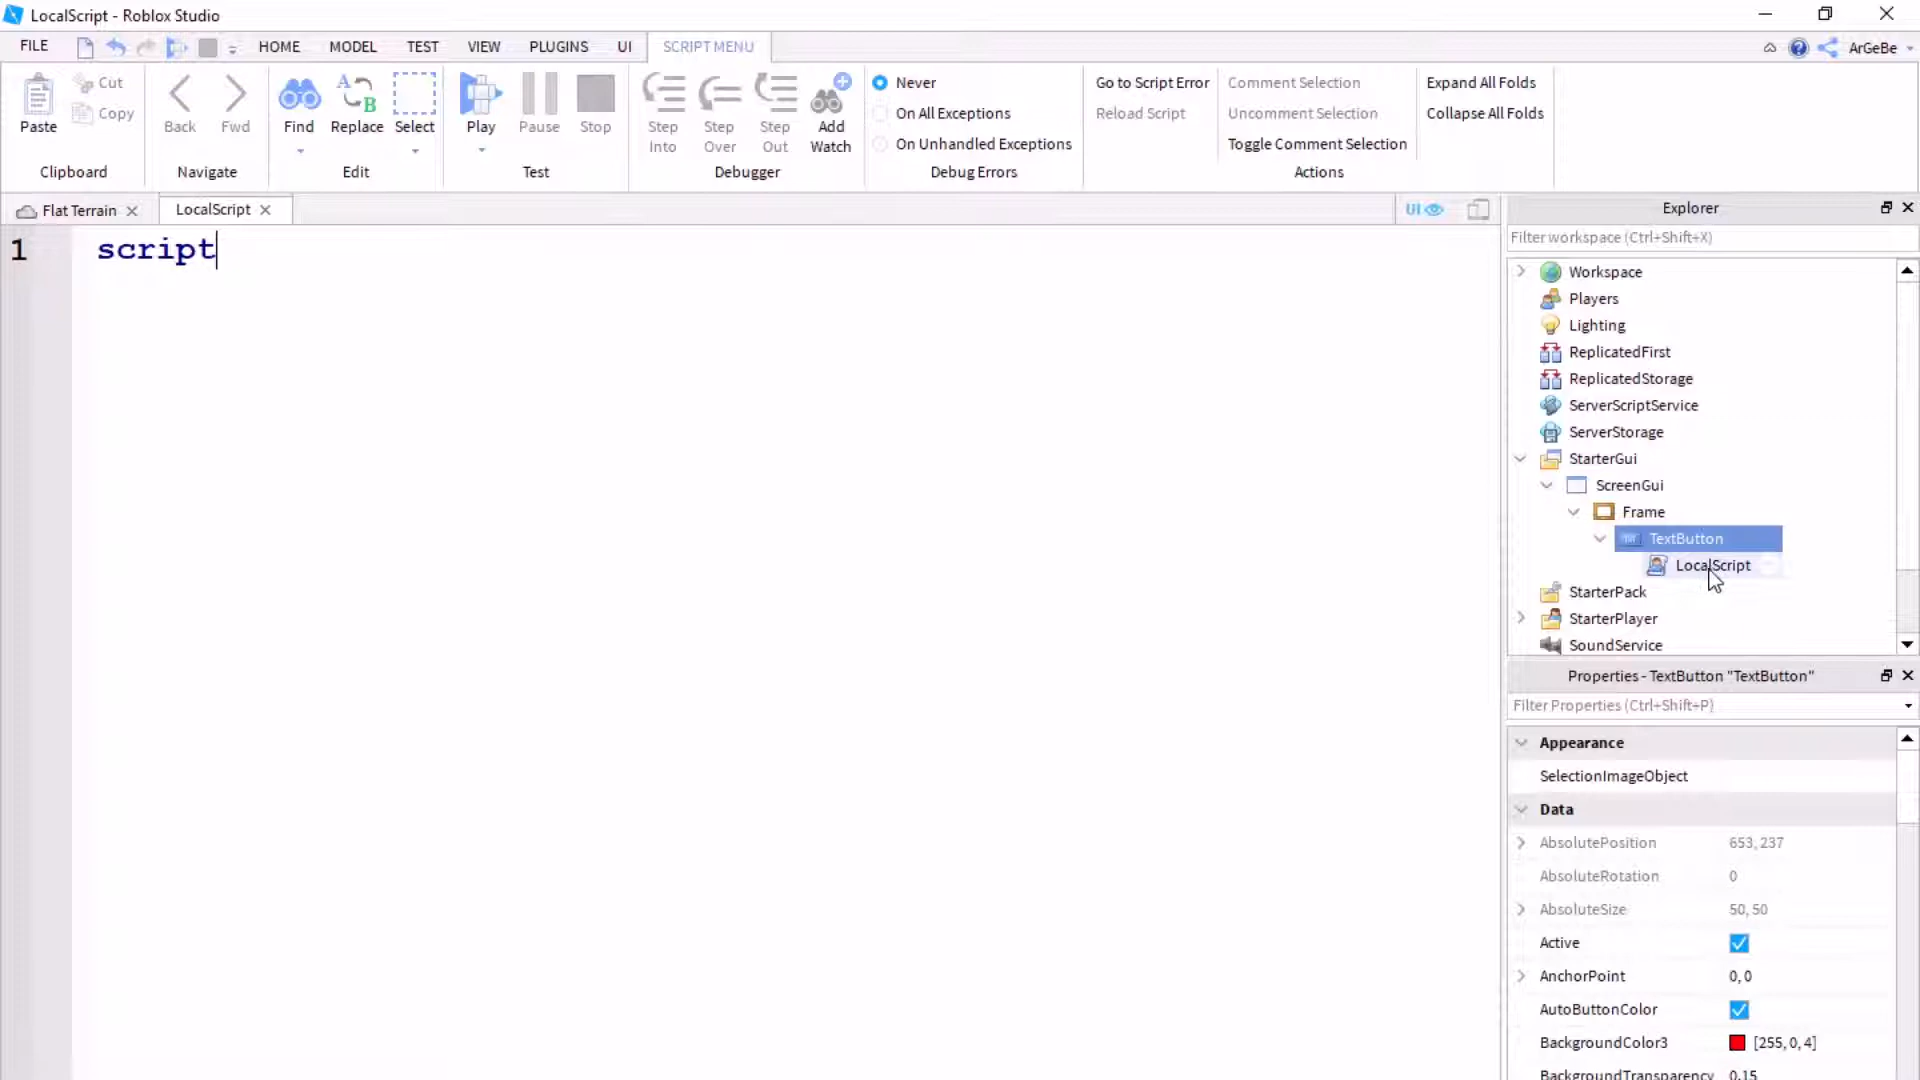 LocalScript - Roblox Studio
FILE HOME MODEL TEST VIEW PLUGINS UI SCRIPT MENU ArGeBe
Paste Cut Copy Clipboard
Back Fwd Navigate
Find Replace Select Edit
A B
Play Pause Stop Test
Step Into Step Over Step Out Add Watch Debugger
Never
On All Exceptions
On Unhandled Exceptions
Debug Errors
Go to Script Error
Reload Script
Comment Selection
Uncomment Selection
Toggle Comment Selection
Actions
Expand All Folds
Collapse All Folds
Flat Terrain LocalScript UI
1 script
Explorer
Filter workspace (Ctrl+Shift+X)
Workspace
Players
Lighting
ReplicatedFirst
ReplicatedStorage
ServerScriptService
ServerStorage
StarterGui
ScreenGui
Frame
TextButton
LocalScript
StarterPack
StarterPlayer
SoundService
Properties - TextButton "TextButton"
Filter Properties (Ctrl+Shift+P)
Appearance
SelectionImageObject
Data
AbsolutePosition 653, 237
AbsoluteRotation 0
AbsoluteSize 50, 50
Active
AnchorPoint 0, 0
AutoButtonColor
BackgroundColor3 [255, 0, 4]
BackgroundTransparency 0.15